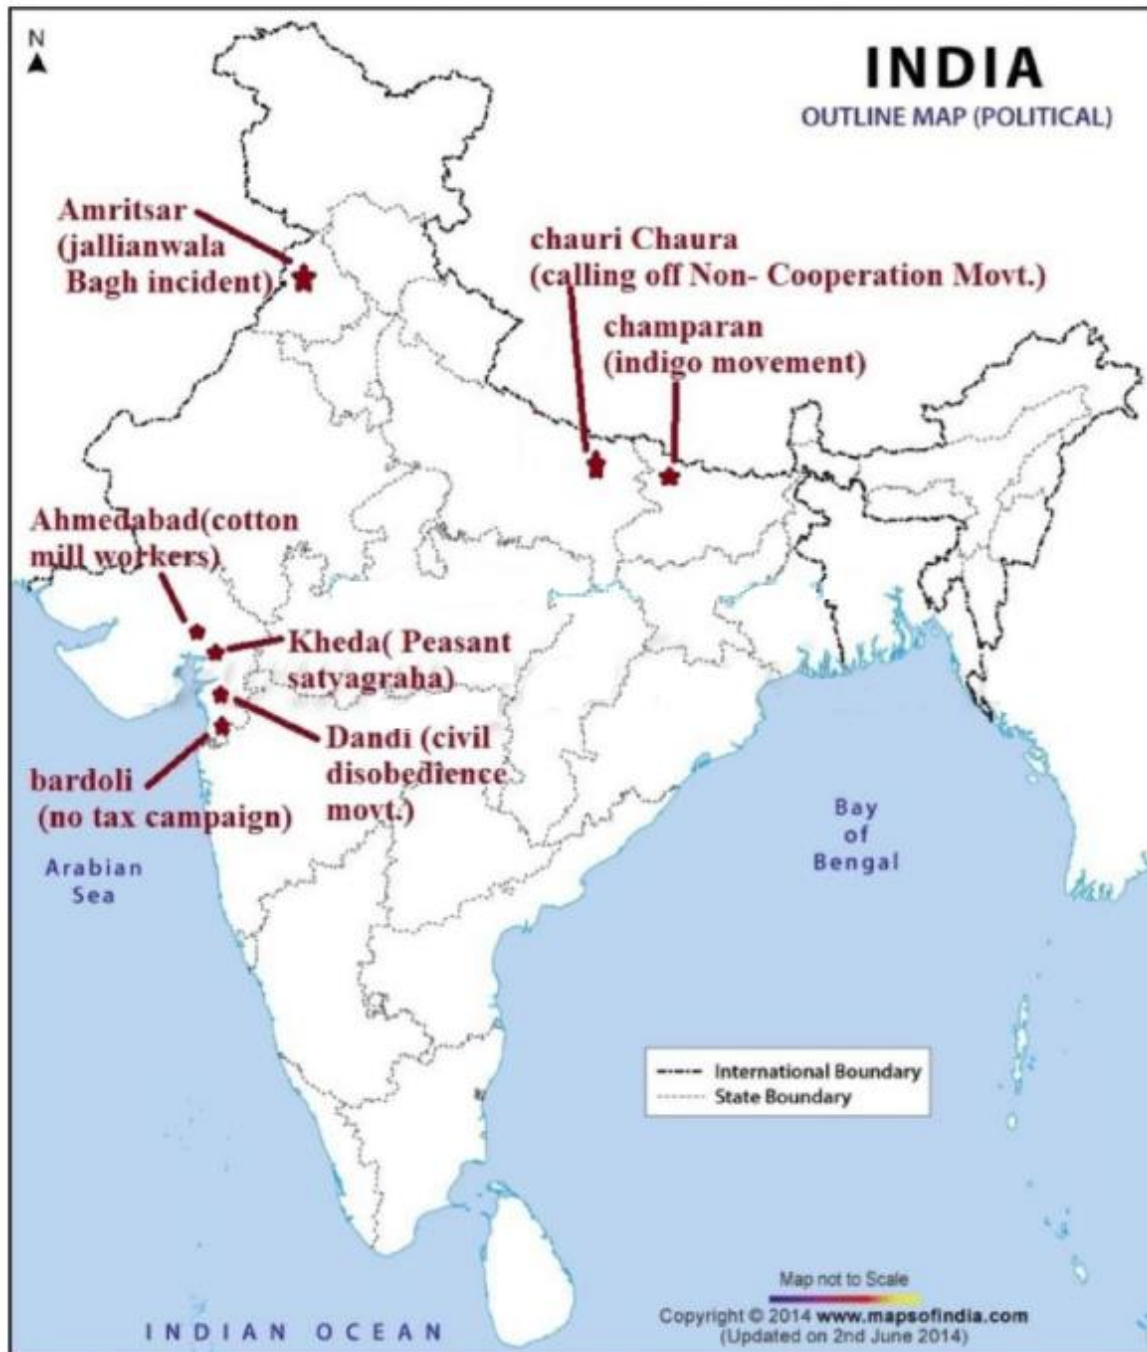 N
INDIA
OUTLINE MAP (POLITICAL)
Amritsar
(jallianwala
Bagh incident)
chauri Chaura
(calling off Non- Cooperation Movt.)
champaran
(indigo movement)
Ahmedabad(cotton
mill workers)
Kheda( Peasant
satyagraha)
Dandi (civil
disobedience
movt.)
bardoli
(no tax campaign)
Arabian
Sea
Bay
of
Bengal
International Boundary
State Boundary
Map not to Scale
Copyright © 2014 www.mapsofindia.com
(Updated on 2nd June 2014)
INDIAN OCEAN